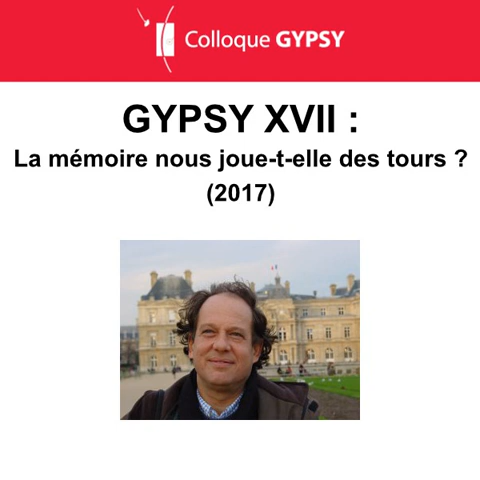 Colloque GYPSY
GYPSY XVII :
La mémoire nous joue-t-elle des tours ?
(2017)